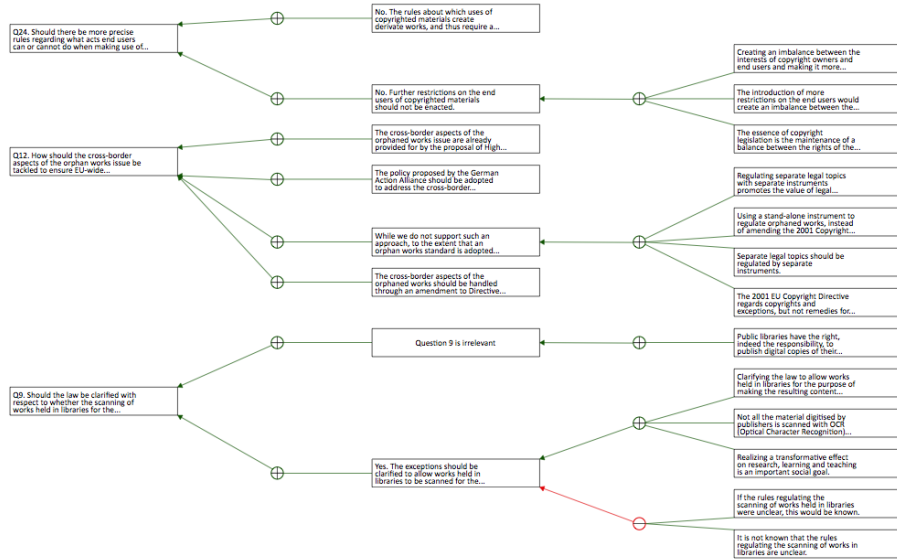 Q24. Should there be more precise
rules regarding what acts end users
can or cannot do when making use of...
No. The rules about which uses of
copyrighted materials create
derivate works, and thus require a...
No. Further restrictions on the end
users of copyrighted materials
should not be enacted.
Creating an imbalance between the
interests of copyright owners and
end users and making it more...
The introduction of more
restrictions on the end users would
create an imbalance between the...
The essence of copyright
legislation is the maintenance of a
balance between the rights of the...
Q12. How should the cross-border
aspects of the orphan works issue be
tackled to ensure EU-wide...
The cross-border aspects of the
orphaned works issue are already
provided for by the proposal of High...
The policy proposed by the German
Action Alliance should be adopted
to address the cross-border...
While we do not support such an
approach, to the extent that an
orphan works standard is adopted...
The cross-border aspects of the
orphaned works should be handled
through an amendment to Directive...
Regulating separate legal topics
with separate instruments
promotes the value of legal...
Using a stand-alone instrument to
regulate orphaned works, instead
of amending the 2001 Copyright...
Separate legal topics should be
regulated by separate
instruments.
The 2001 EU Copyright Directive
regards copyrights and
exceptions, but not remedies for...
Q9. Should the law be clarified with
respect to whether the scanning of
works held in libraries for the...
Question 9 is irrelevant
Public libraries have the right,
indeed the responsibility, to
publish digital copies of their...
Yes. The exceptions should be
clarified to allow works held in
libraries to be scanned for the...
Clarifying the law to allow works
held in libraries for the purpose of
making the resulting content...
Not all the material digitised by
publishers is scanned with OCR
(Optical Character Recognition)...
Realizing a transformative effect
on research, learning and teaching
is an important social goal.
If the rules regulating the
scanning of works held in libraries
were unclear, this would be known.
It is not known that the rules
regulating the scanning of works in
libraries are unclear.